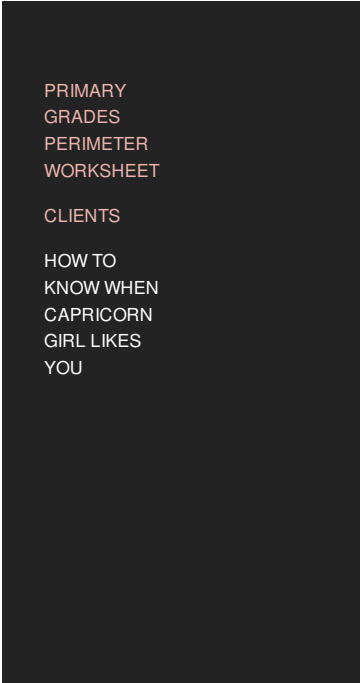 PRIMARY
GRADES
PERIMETER
WORKSHEET
CLIENTS
HOW TO
KNOW WHEN
CAPRICORN
GIRL LIKES
YOU